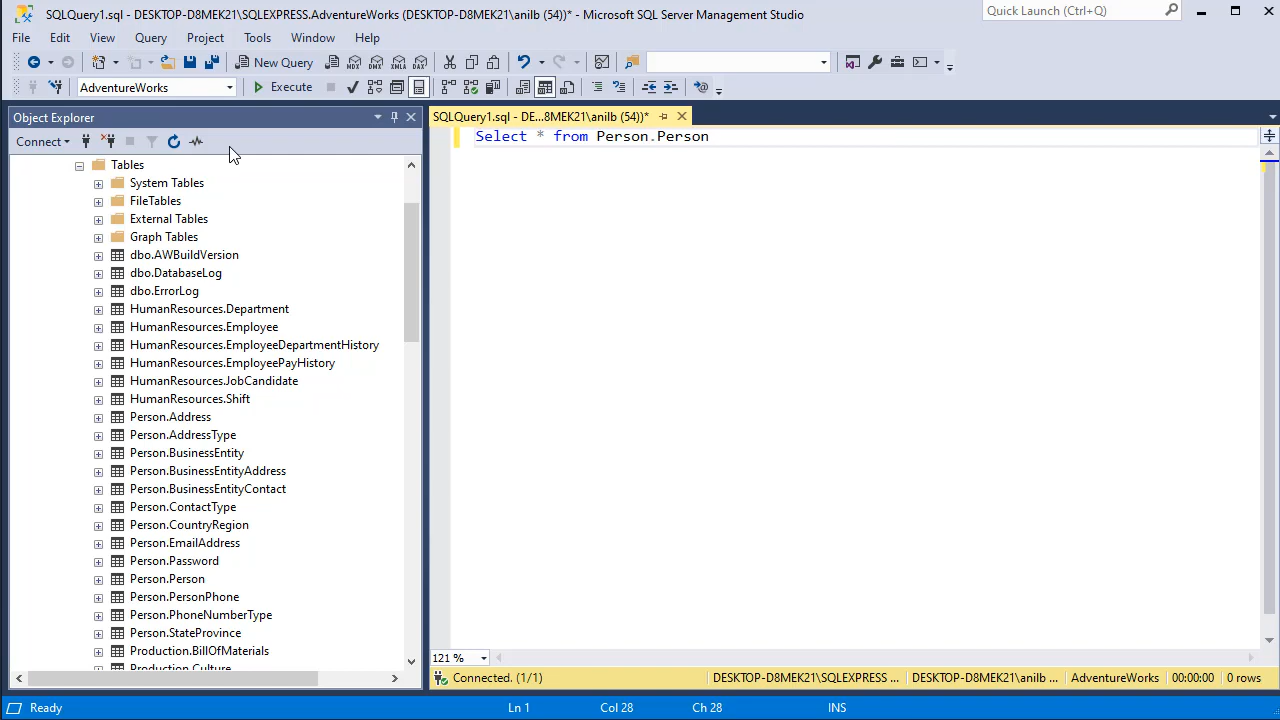 SQLQuery1.sql - DESKTOP-D8MEK21\SQLEXPRESS.AdventureWorks (DESKTOP-D8MEK21\anilb (54))* - Microsoft SQL Server Management Studio
Quick Launch (Ctrl+Q)
File Edit View Query Project Tools Window Help
New Query MDX DMX XMLA DAX
AdventureWorks Execute
Object Explorer
SQLQuery1.sql - DE...8MEK21\anilb (54))*
Connect
Select * from Person.Person
Tables
System Tables
FileTables
External Tables
Graph Tables
dbo.AWBuildVersion
dbo.DatabaseLog
dbo.ErrorLog
HumanResources.Department
HumanResources.Employee
HumanResources.EmployeeDepartmentHistory
HumanResources.EmployeePayHistory
HumanResources.JobCandidate
HumanResources.Shift
Person.Address
Person.AddressType
Person.BusinessEntity
Person.BusinessEntityAddress
Person.BusinessEntityContact
Person.ContactType
Person.CountryRegion
Person.EmailAddress
Person.Password
Person.Person
Person.PersonPhone
Person.PhoneNumberType
Person.StateProvince
Production.BillOfMaterials
Production.Culture
121 %
Connected. (1/1) DESKTOP-D8MEK21\SQLEXPRESS ... DESKTOP-D8MEK21\anilb ... AdventureWorks 00:00:00 0 rows
Ready Ln 1 Col 28 Ch 28 INS